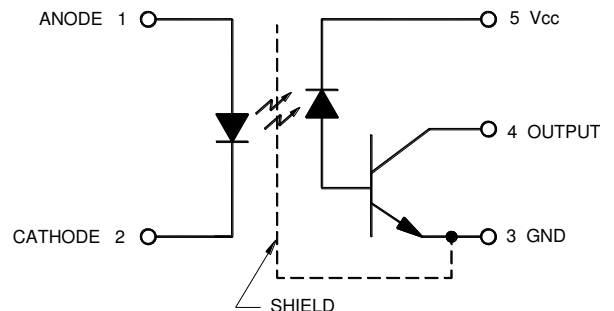 ANODE 1
5 Vcc
4 OUTPUT
CATHODE 2
3 GND
SHIELD